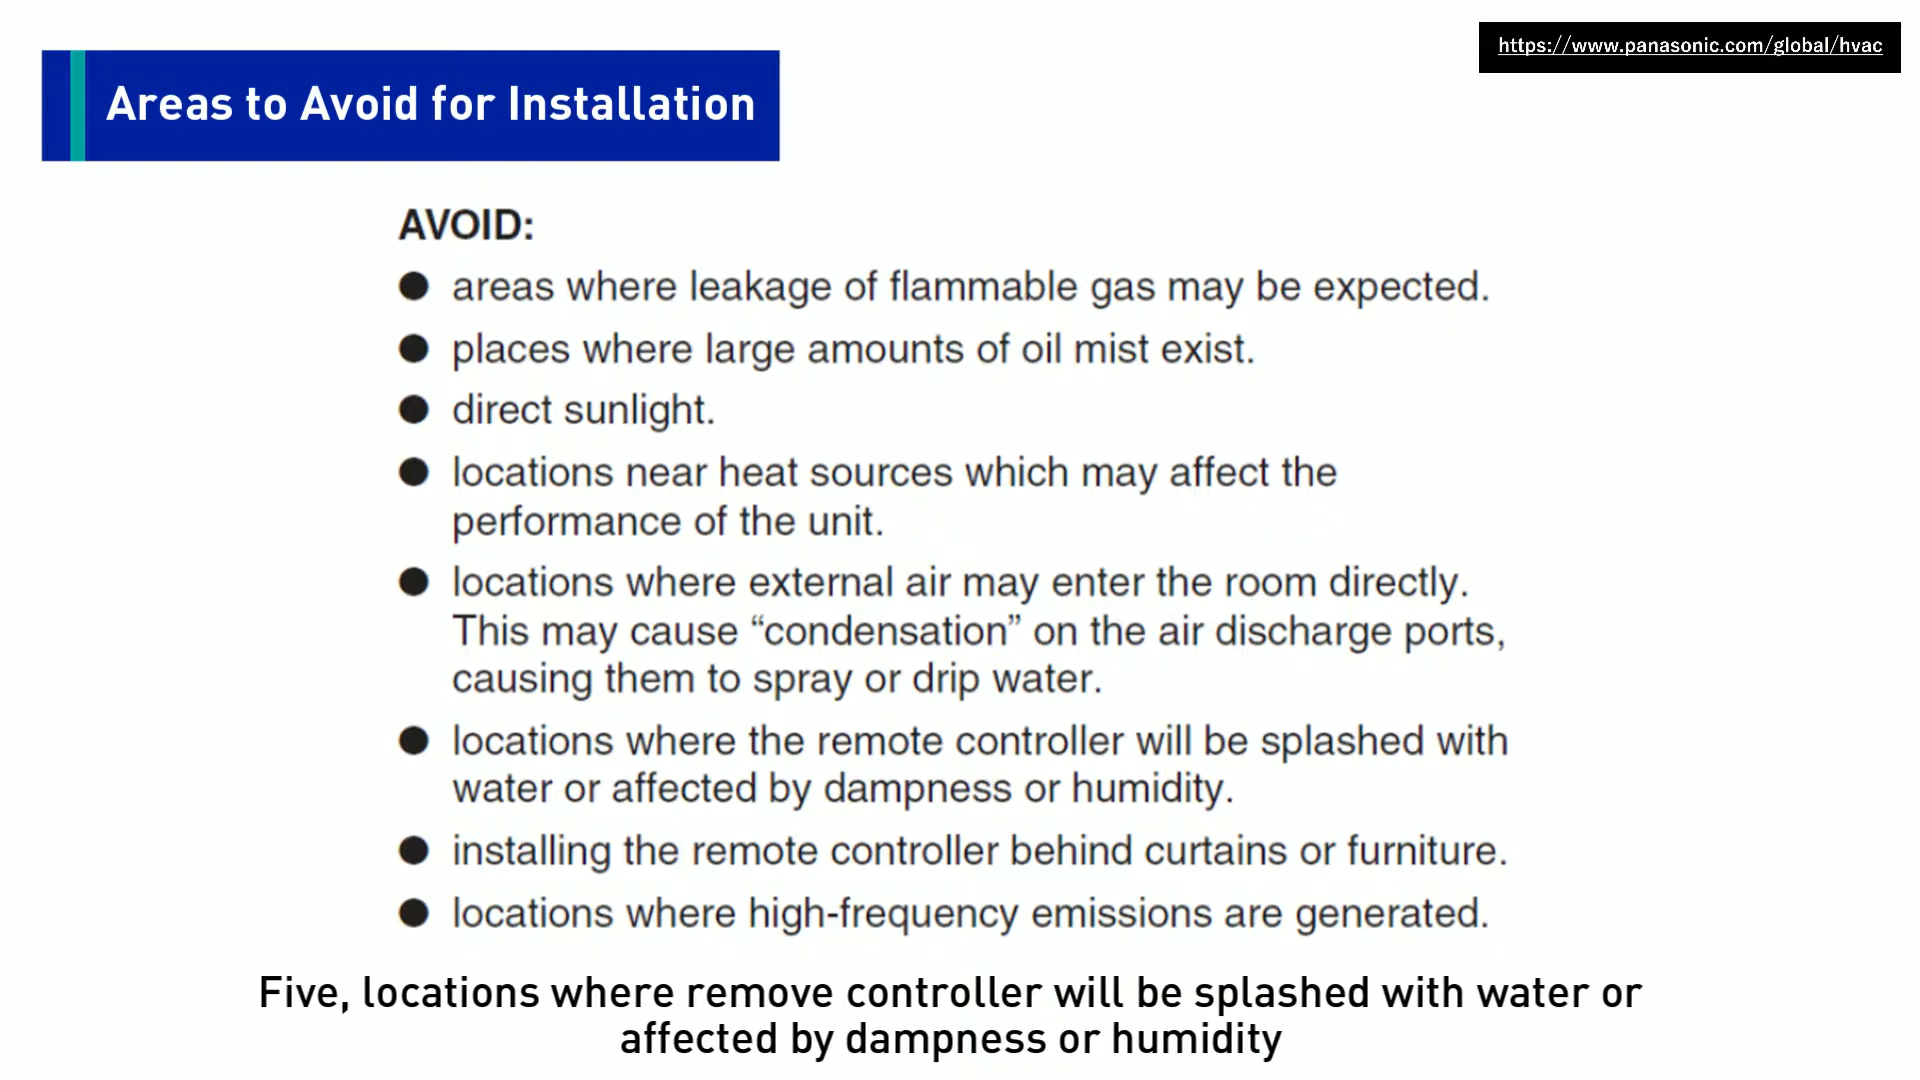 https://www.panasonic.com/global/hvac
Areas to Avoid for Installation
AVOID:
● areas where leakage of flammable gas may be expected.
● places where large amounts of oil mist exist.
● direct sunlight.
● locations near heat sources which may affect the
performance of the unit.
● locations where external air may enter the room directly.
This may cause “condensation” on the air discharge ports,
causing them to spray or drip water.
● locations where the remote controller will be splashed with
water or affected by dampness or humidity.
● installing the remote controller behind curtains or furniture.
● locations where high-frequency emissions are generated.
Five, locations where remove controller will be splashed with water or
affected by dampness or humidity